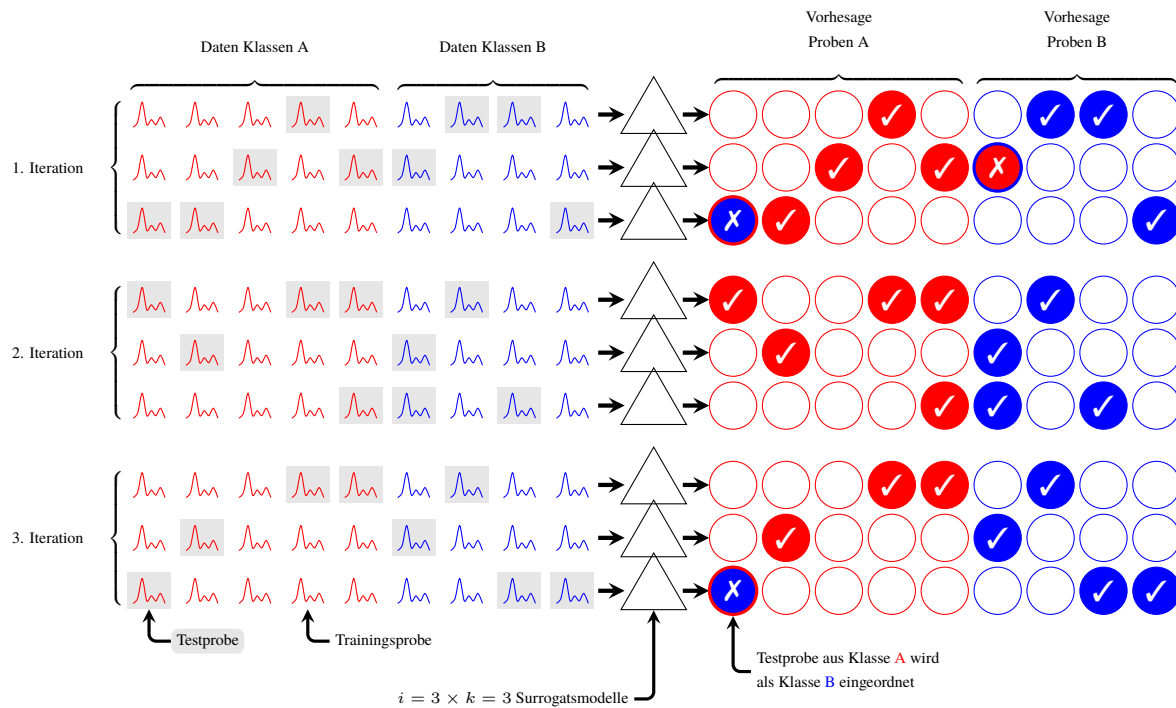 Vorhesage
Proben A
Vorhesage
Proben B
Daten Klassen A
Daten Klassen B
1. Iteration
2. Iteration
3. Iteration
Testprobe
Trainingsprobe
Testprobe aus Klasse A wird
als Klasse B eingeordnet
i = 3 × k = 3 Surrogatsmodelle